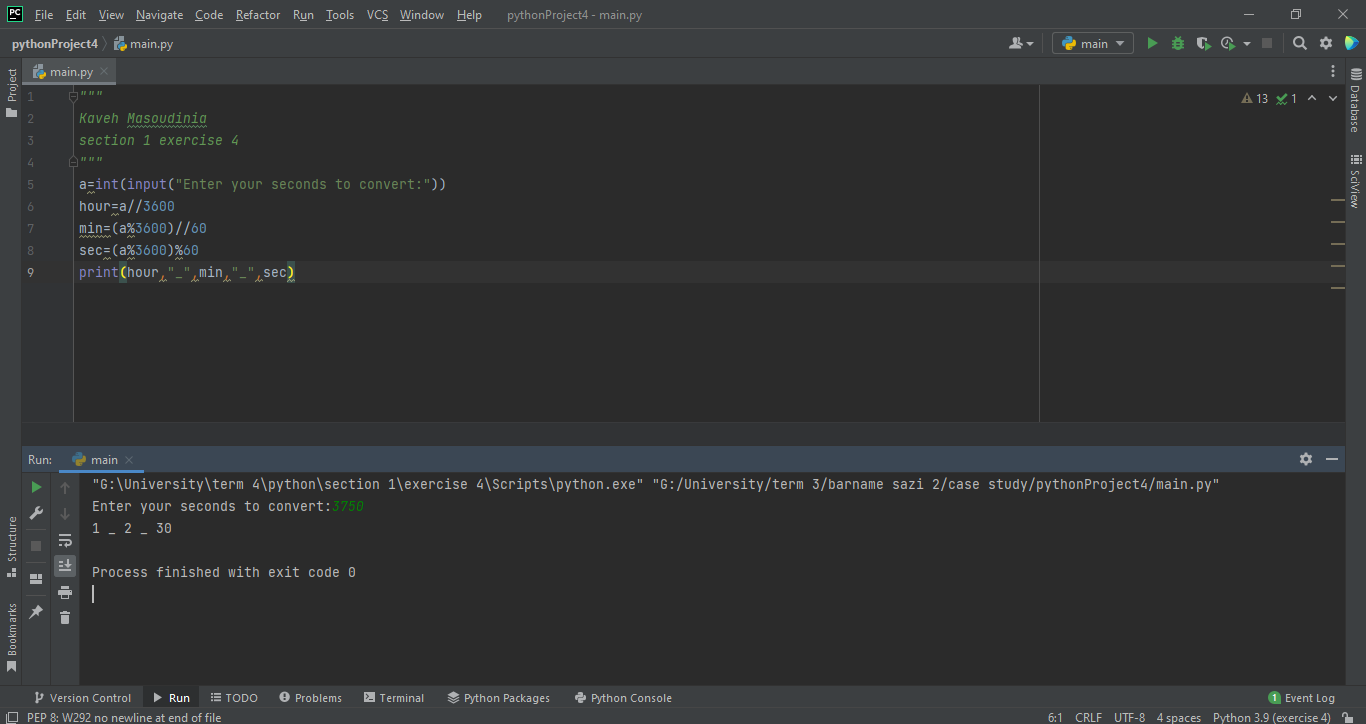 PC File Edit View Navigate Code Refactor Run Tools VCS Window Help pythonProject4 - main.py
pythonProject4 main.py main
Project main.py Database
SciView
13 1
1 """
2 Kaveh Masoudinia
3 section 1 exercise 4
4 """
5 a=int(input("Enter your seconds to convert:"))
6 hour=a//3600
7 min=(a%3600)//60
8 sec=(a%3600)%60
9 print(hour,"_",min,"_",sec)
Run: main
"G:\University\term 4\python\section 1\exercise 4\Scripts\python.exe" "G:/University/term 3/barname sazi 2/case study/pythonProject4/main.py"
Enter your seconds to convert:3750
1 _ 2 _ 30
Process finished with exit code 0
Structure
Bookmarks
Version Control Run TODO Problems Terminal Python Packages Python Console 1 Event Log
PEP 8: W292 no newline at end of file 6:1 CRLF UTF-8 4 spaces Python 3.9 (exercise 4)